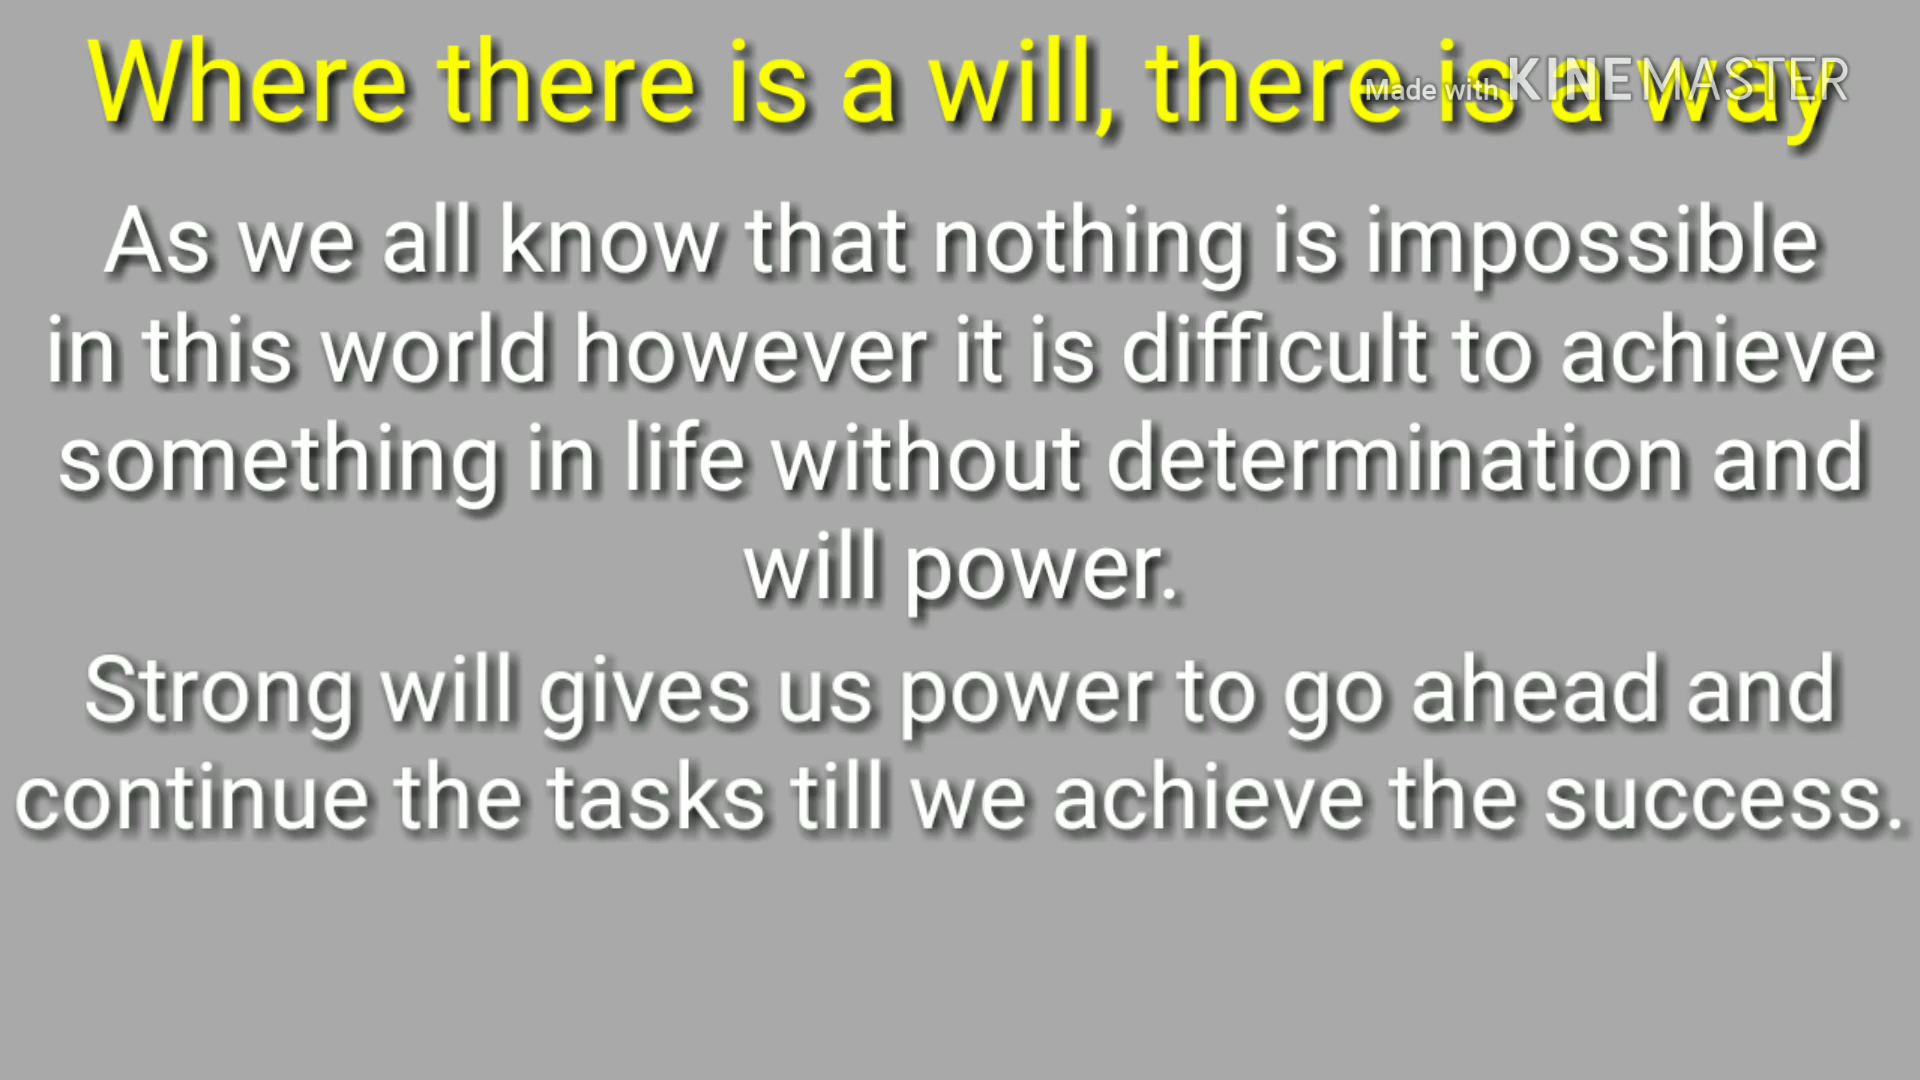 Where there is a will, there is a way
Made with KINEMASTER
As we all know that nothing is impossible
in this world however it is difficult to achieve
something in life without determination and
will power.
Strong will gives us power to go ahead and
continue the tasks till we achieve the success.